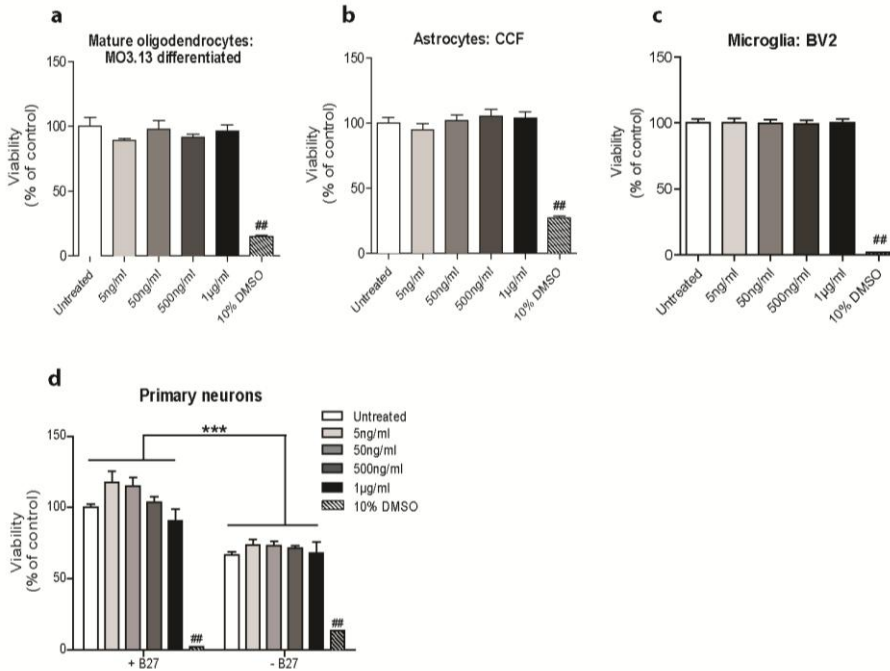 a
Mature oligodendrocytes:
MO3.13 differentiated
Viability
(% of control)
150
100
50
0
##
Untreated
5ng/ml
50ng/ml
500ng/ml
1µg/ml
10% DMSO
b
Astrocytes: CCF
Viability
(% of control)
150
100
50
0
##
Untreated
5ng/ml
50ng/ml
500ng/ml
1µg/ml
10% DMSO
c
Microglia: BV2
Viability
(% of control)
150
100
50
0
##
Untreated
5ng/ml
50ng/ml
500ng/ml
1µg/ml
10% DMSO
d
Primary neurons
Viability
(% of control)
150
100
50
0
***
##
##
+ B27
- B27
Untreated
5ng/ml
50ng/ml
500ng/ml
1µg/ml
10% DMSO